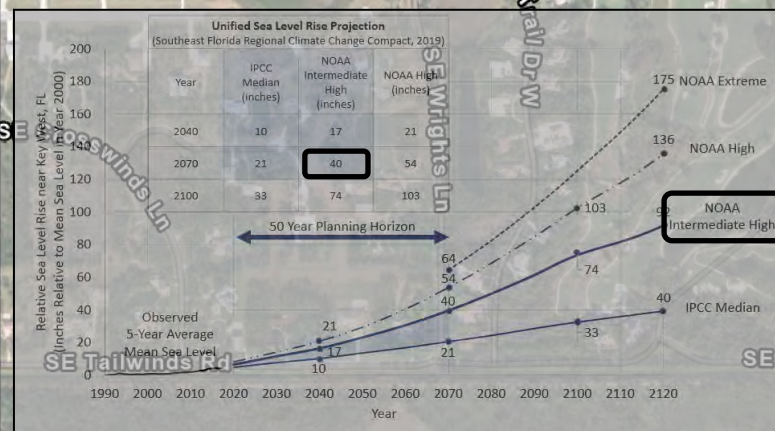 Unified Sea Level Rise Projection
(Southeast Florida Regional Climate Change Compact, 2019)
Year
IPCC
Median
(inches)
NOAA
Intermediate
High
(inches)
NOAA High
(inches)
2040 10 17 21
2070 21 40 54
2100 33 74 103
200
180
160
140
120
100
80
60
40
20
0
Relative Sea Level Rise near Key West, FL
(Inches Relative to Mean Sea Level in Year 2000)
50 Year Planning Horizon
Observed
5-Year Average
Mean Sea Level
175 NOAA Extreme
136
NOAA High
92
NOAA
Intermediate High
103
74
64
54
40
40
IPCC Median
33
21
21
17
10
1990 2000 2010 2020 2030 2040 2050 2060 2070 2080 2090 2100 2110 2120
Year
SE Crosswinds Ln
SE Wrights Ln
Trail Dr W
SE Tailwinds Rd
SE